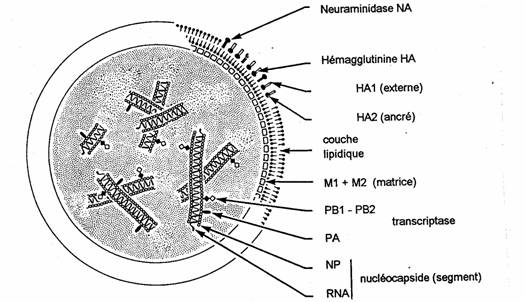 Neuraminidase NA
Hémagglutinine HA
HA1 (externe)
HA2 (ancré)
couche
lipidique
M1 + M2 (matrice)
PB1 - PB2
transcriptase
PA
NP
nucléocapside (segment)
RNA